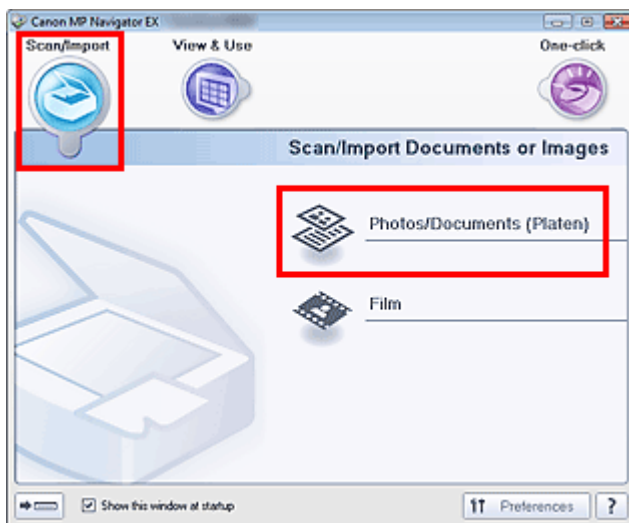 Canon MP Navigator EX
Scan/Import View & Use One-click
Scan/Import Documents or Images
Photos/Documents (Platen)
Film
Show this window at startup Preferences ?